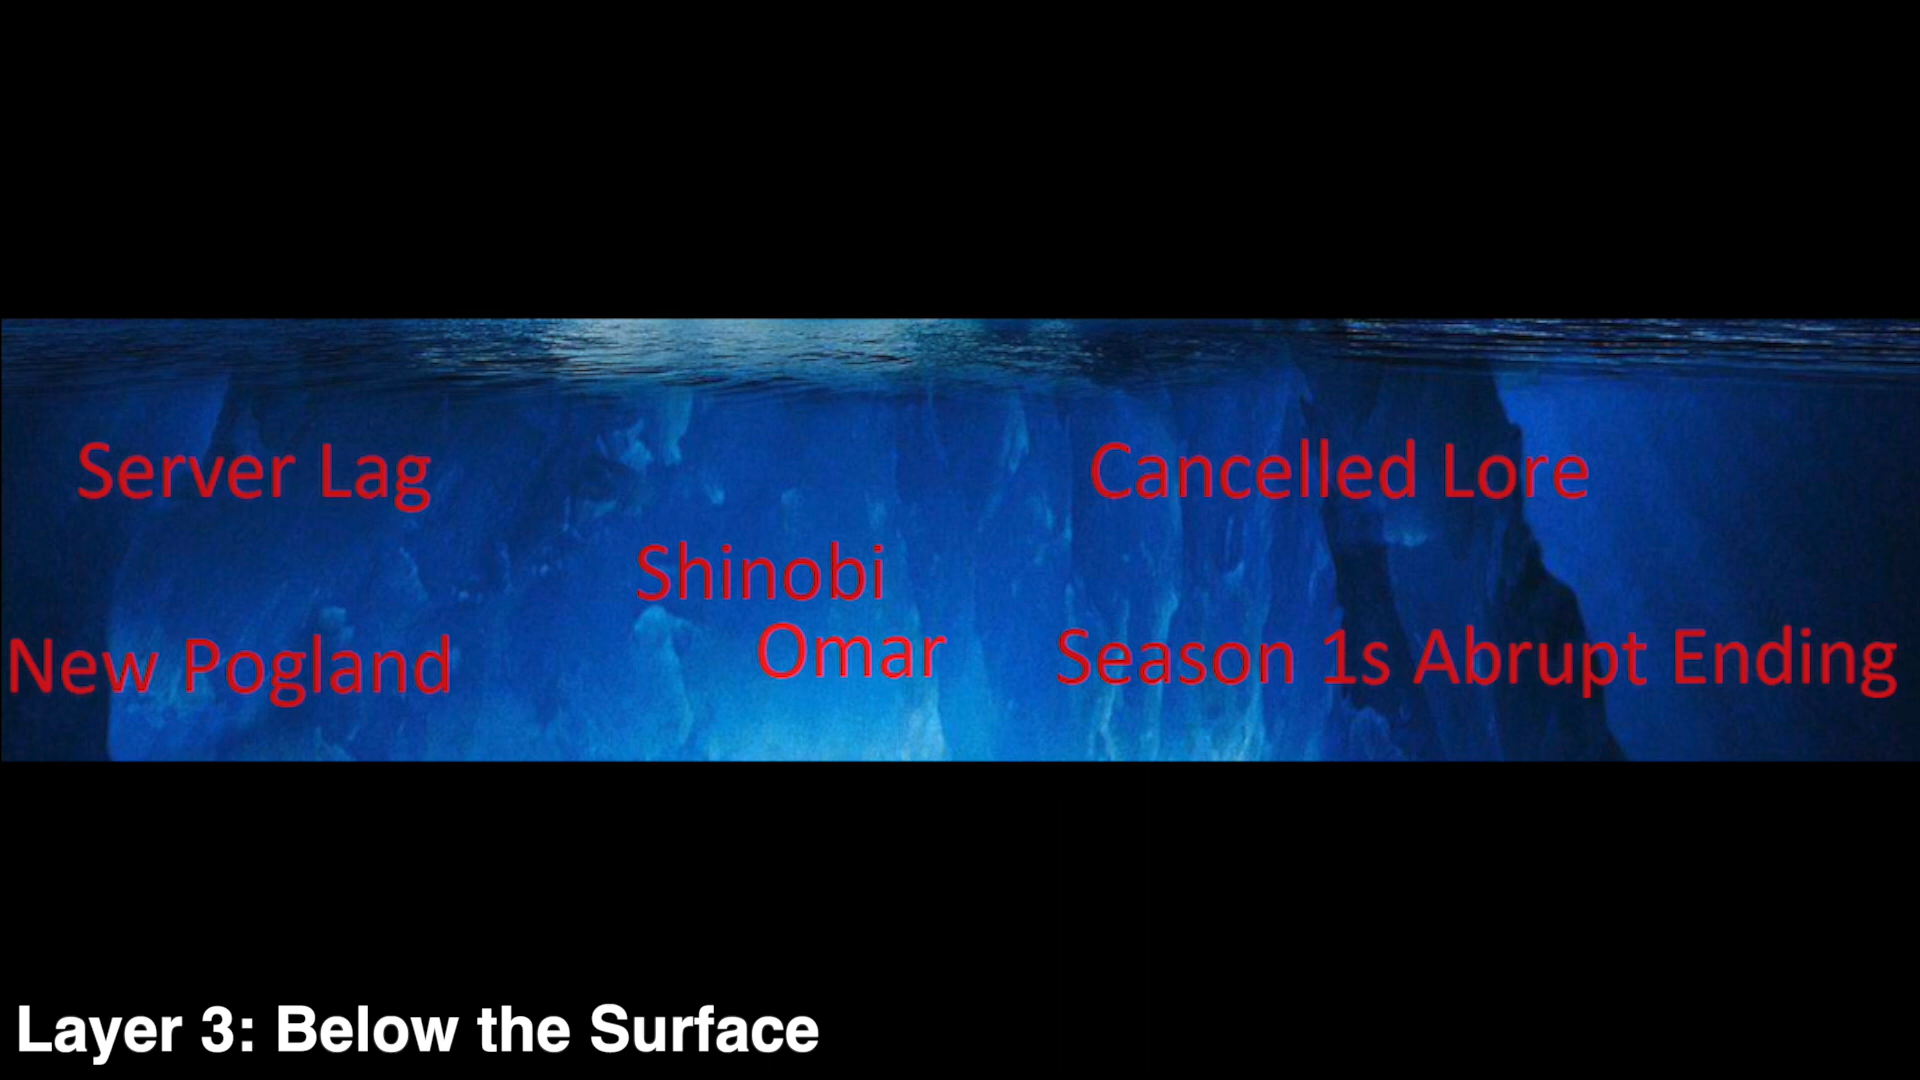 Server Lag
Cancelled Lore
Shinobi
Omar
New Pogland
Season 1s Abrupt Ending
Layer 3: Below the Surface